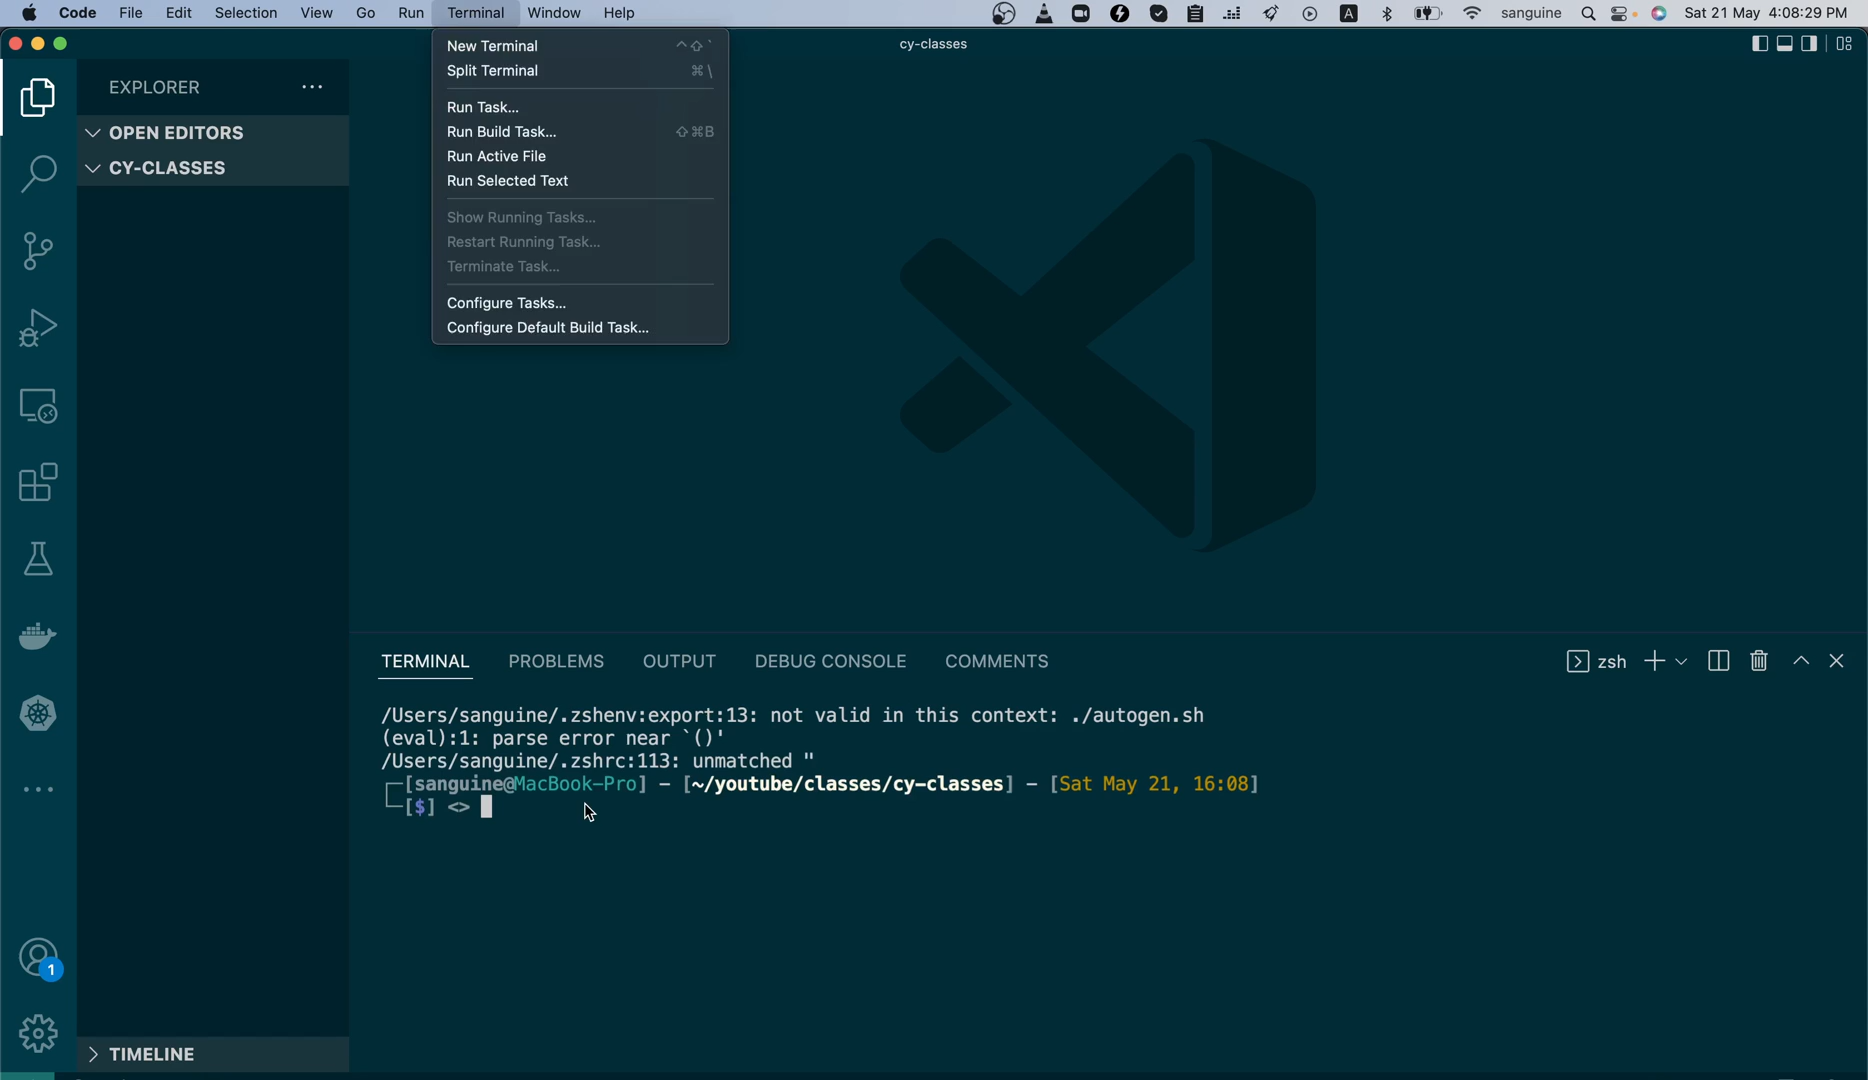 Code File Edit Selection View Go Run Terminal Window Help
A sanguine Sat 21 May 4:08:29 PM
cy-classes
New Terminal ^⇧`
Split Terminal ⌘\
Run Task...
Run Build Task... ⇧⌘B
Run Active File
Run Selected Text
Show Running Tasks...
Restart Running Task...
Terminate Task...
Configure Tasks...
Configure Default Build Task...
EXPLORER ...
OPEN EDITORS
CY-CLASSES
TERMINAL PROBLEMS OUTPUT DEBUG CONSOLE COMMENTS
zsh
/Users/sanguine/.zshenv:export:13: not valid in this context: ./autogen.sh
(eval):1: parse error near `()'
/Users/sanguine/.zshrc:113: unmatched "
┌─[sanguine@MacBook-Pro] - [~/youtube/classes/cy-classes] - [Sat May 21, 16:08]
└─[$] <>
1
TIMELINE